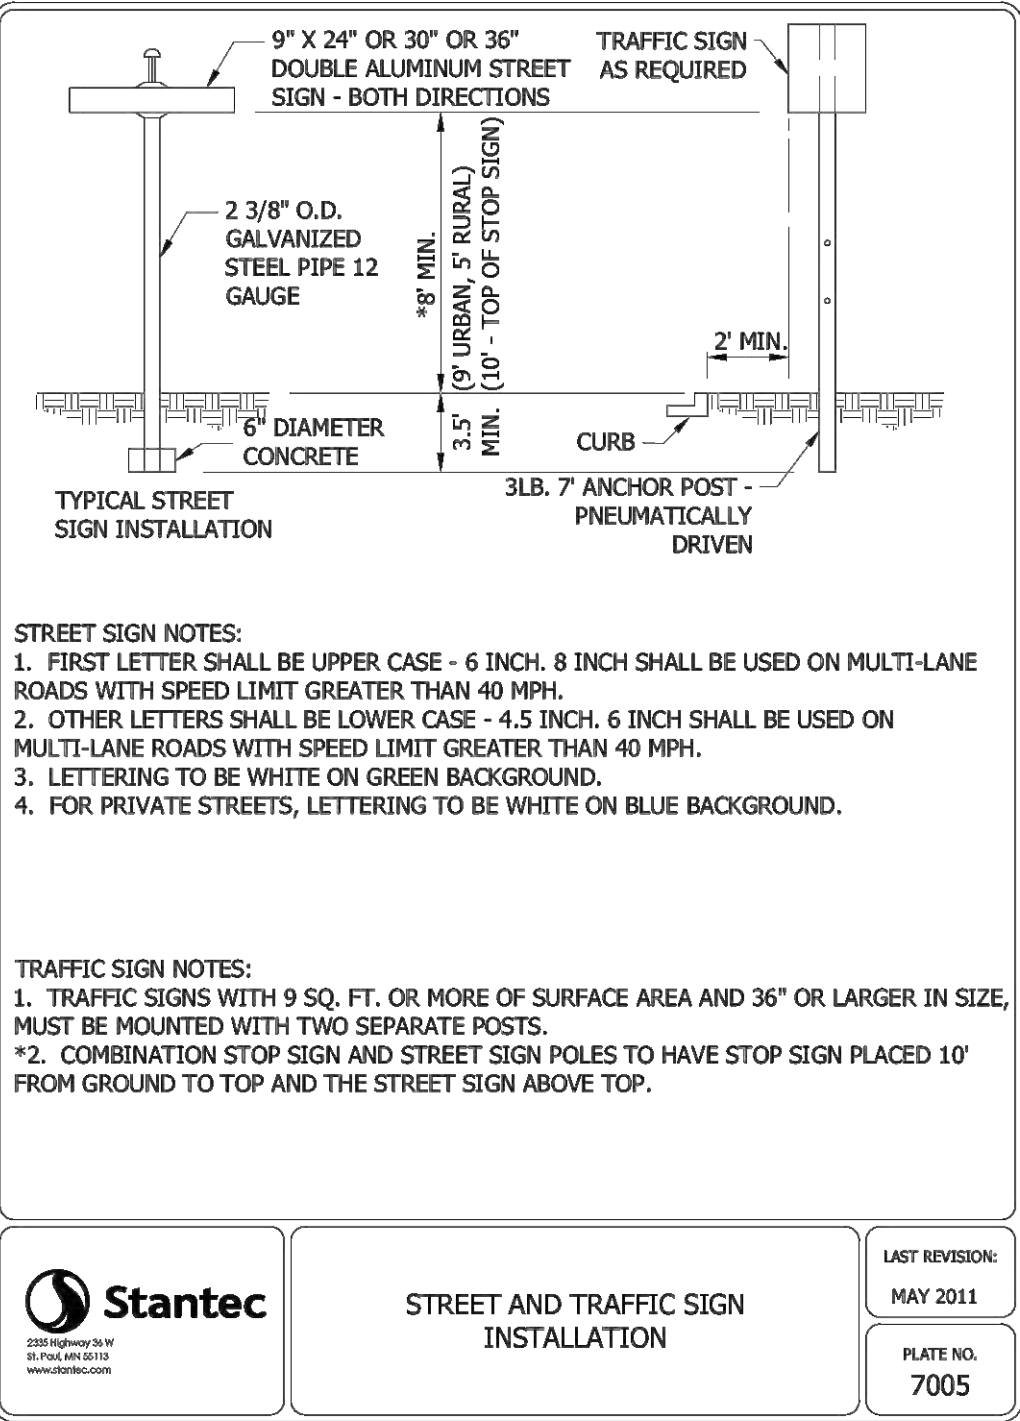 9" X 24" OR 30" OR 36"
DOUBLE ALUMINUM STREET
SIGN - BOTH DIRECTIONS
TRAFFIC SIGN
AS REQUIRED
2 3/8" O.D.
GALVANIZED
STEEL PIPE 12
GAUGE
*8' MIN.
(9' URBAN, 5' RURAL)
(10' - TOP OF STOP SIGN)
2' MIN.
6" DIAMETER
CONCRETE
3.5'
MIN.
CURB
3LB. 7' ANCHOR POST -
PNEUMATICALLY
DRIVEN
TYPICAL STREET
SIGN INSTALLATION
STREET SIGN NOTES:
1. FIRST LETTER SHALL BE UPPER CASE - 6 INCH. 8 INCH SHALL BE USED ON MULTI-LANE
ROADS WITH SPEED LIMIT GREATER THAN 40 MPH.
2. OTHER LETTERS SHALL BE LOWER CASE - 4.5 INCH. 6 INCH SHALL BE USED ON
MULTI-LANE ROADS WITH SPEED LIMIT GREATER THAN 40 MPH.
3. LETTERING TO BE WHITE ON GREEN BACKGROUND.
4. FOR PRIVATE STREETS, LETTERING TO BE WHITE ON BLUE BACKGROUND.
TRAFFIC SIGN NOTES:
1. TRAFFIC SIGNS WITH 9 SQ. FT. OR MORE OF SURFACE AREA AND 36" OR LARGER IN SIZE,
MUST BE MOUNTED WITH TWO SEPARATE POSTS.
*2. COMBINATION STOP SIGN AND STREET SIGN POLES TO HAVE STOP SIGN PLACED 10'
FROM GROUND TO TOP AND THE STREET SIGN ABOVE TOP.
Stantec
2335 Highway 36 W
St. Paul, MN 55113
www.stantec.com
STREET AND TRAFFIC SIGN
INSTALLATION
LAST REVISION:
MAY 2011
PLATE NO.
7005